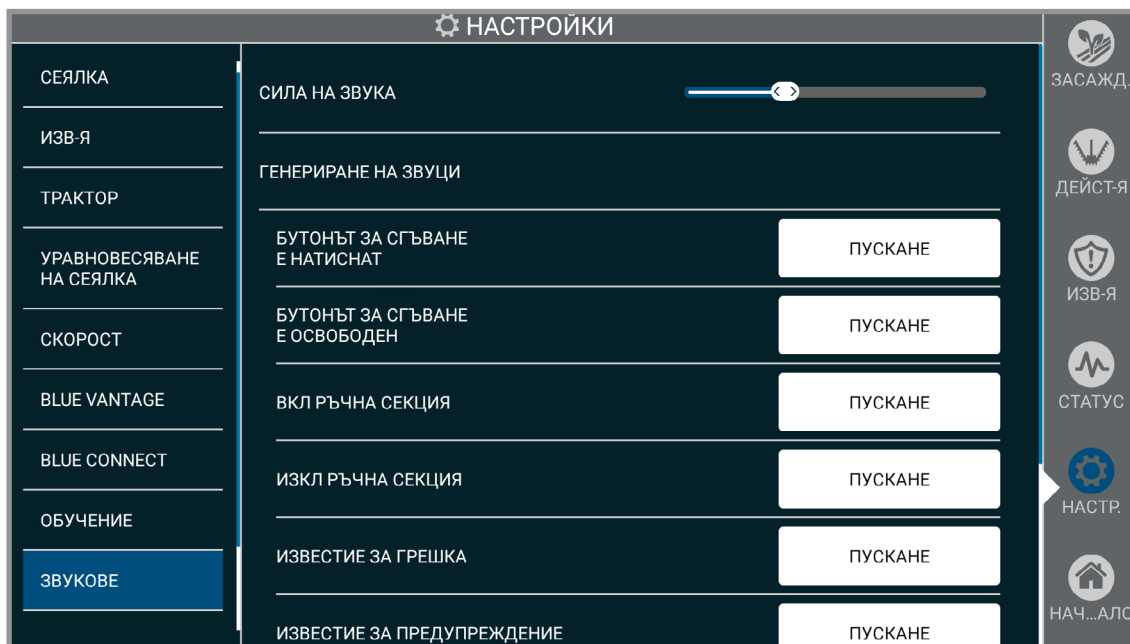 НАСТРОЙКИ
СЕЯЛКА
ИЗВ-Я
ТРАКТОР
УРАВНОВЕСЯВАНЕ
НА СЕЯЛКА
СКОРОСТ
BLUE VANTAGE
BLUE CONNECT
ОБУЧЕНИЕ
ЗВУКОВЕ
СИЛА НА ЗВУКА
ГЕНЕРИРАНЕ НА ЗВУЦИ
БУТОНЪТ ЗА СГЪВАНЕ
Е НАТИСНАТ
ПУСКАНЕ
БУТОНЪТ ЗА СГЪВАНЕ
Е ОСВОБОДЕН
ПУСКАНЕ
ВКЛ РЪЧНА СЕКЦИЯ
ПУСКАНЕ
ИЗКЛ РЪЧНА СЕКЦИЯ
ПУСКАНЕ
ИЗВЕСТИЕ ЗА ГРЕШКА
ПУСКАНЕ
ИЗВЕСТИЕ ЗА ПРЕДУПРЕЖДЕНИЕ
ПУСКАНЕ
ЗАСАЖД.
ДЕЙСТ-Я
ИЗВ-Я
СТАТУС
НАСТР.
НАЧ...АЛО